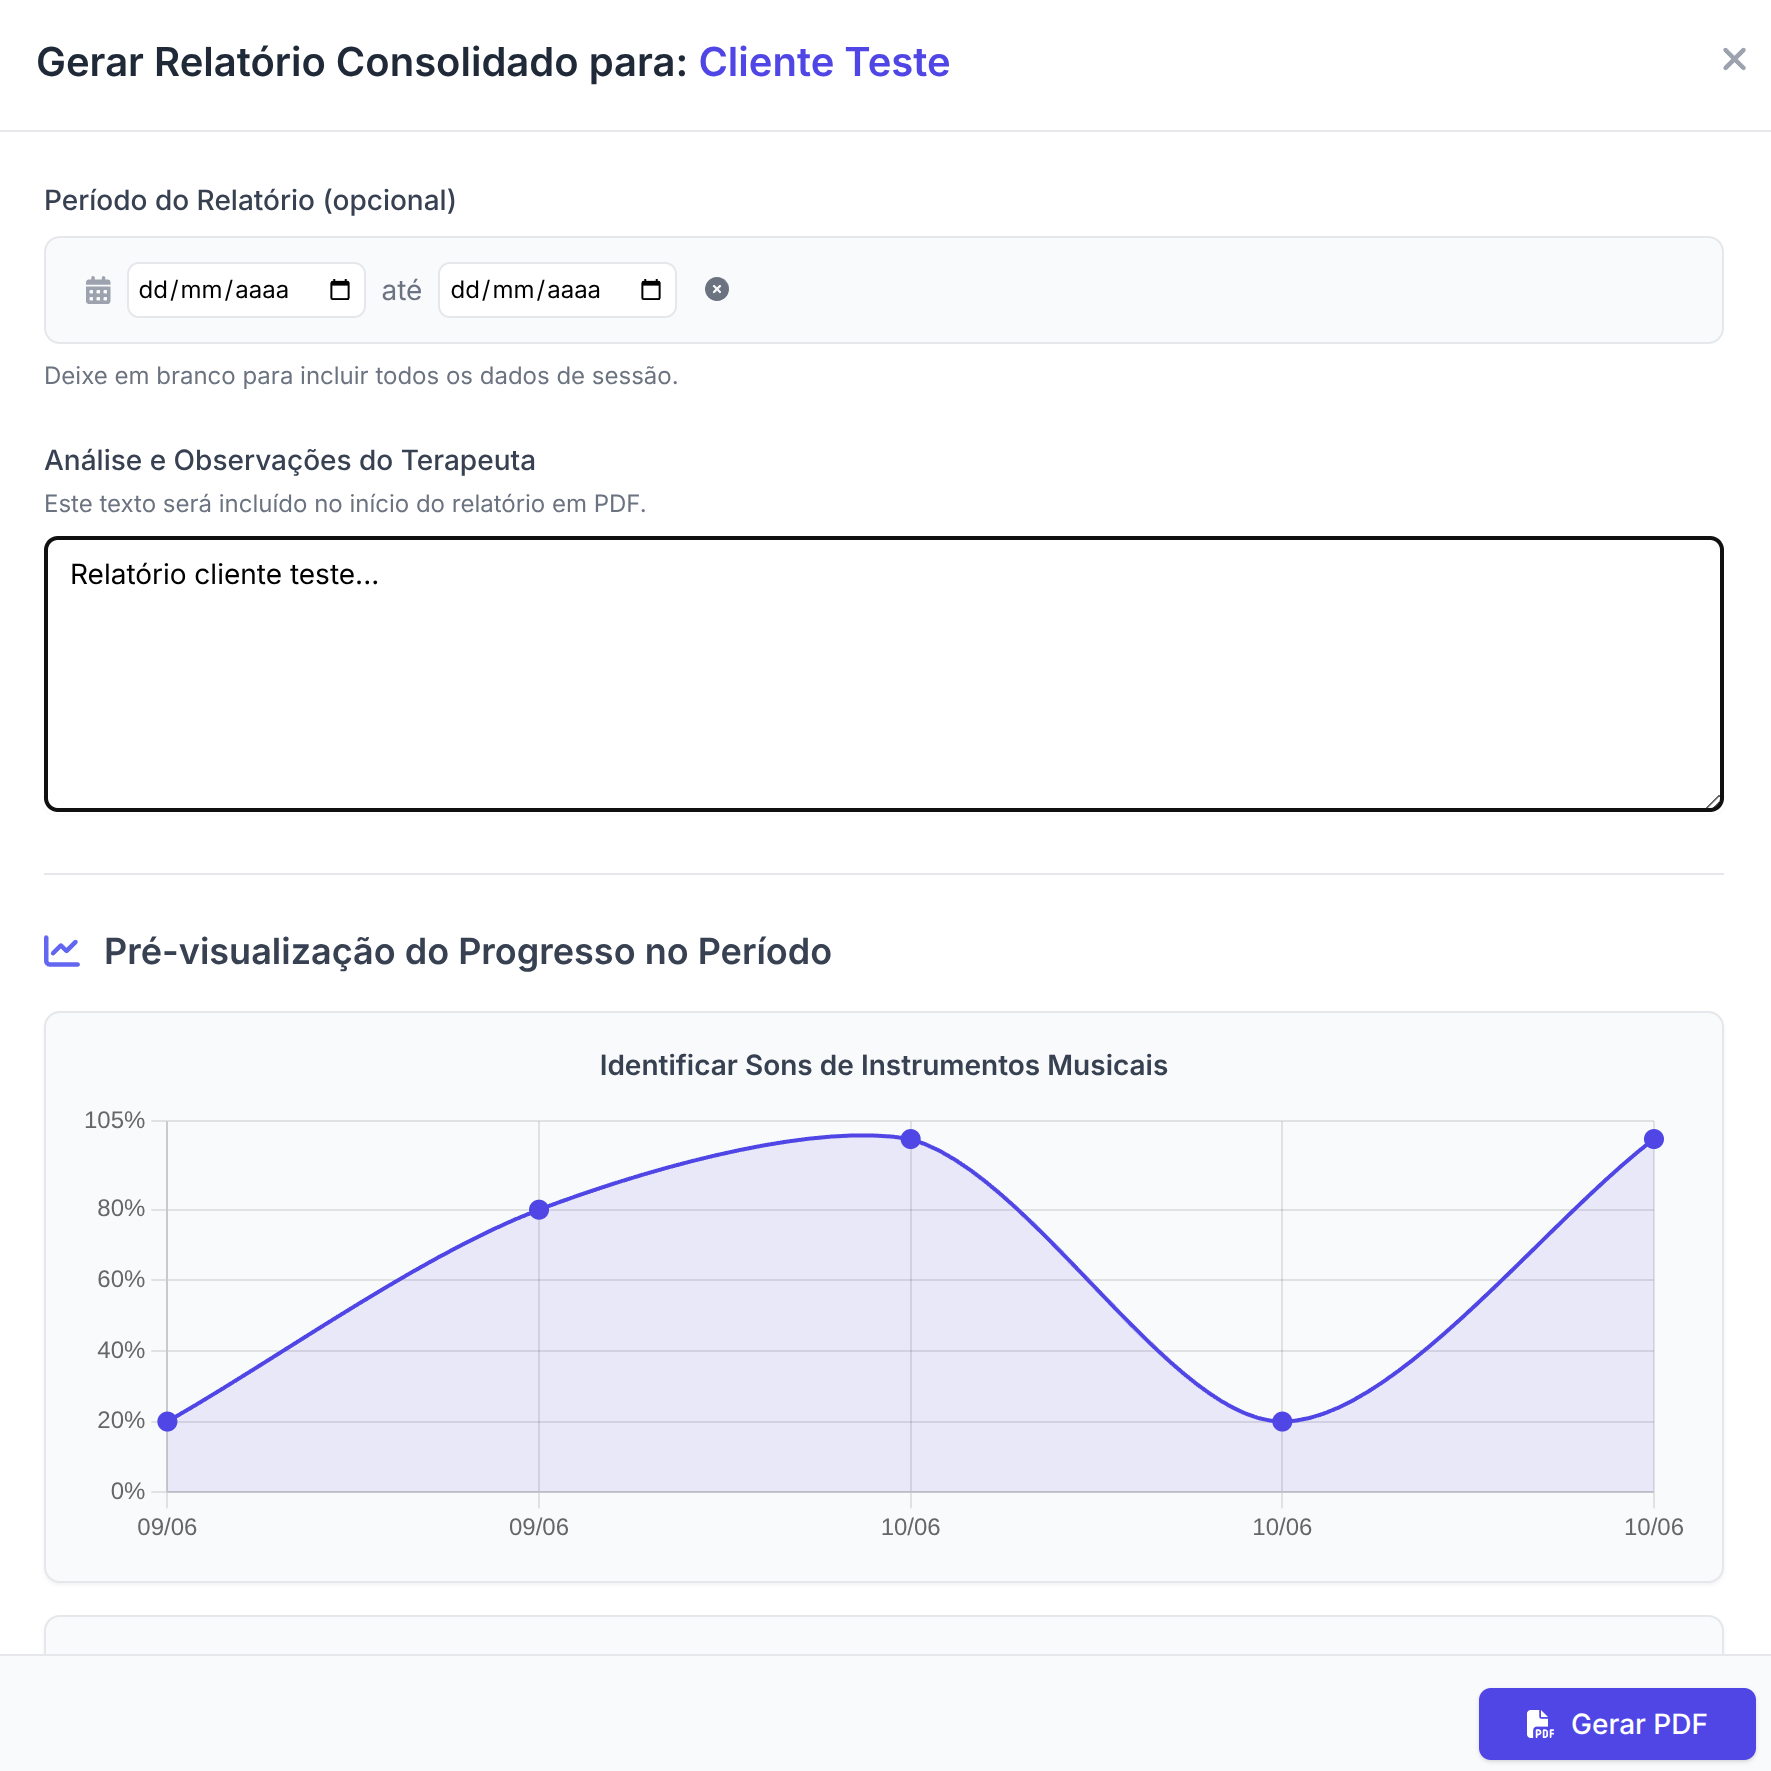 Gerar Relatório Consolidado para: Cliente Teste
Período do Relatório (opcional)
dd/mm/aaaa até dd/mm/aaaa
Deixe em branco para incluir todos os dados de sessão.
Análise e Observações do Terapeuta
Este texto será incluído no início do relatório em PDF.
Relatório cliente teste...
Pré-visualização do Progresso no Período
Identificar Sons de Instrumentos Musicais
105%
80%
60%
40%
20%
0%
09/06 09/06 10/06 10/06 10/06
PDF Gerar PDF